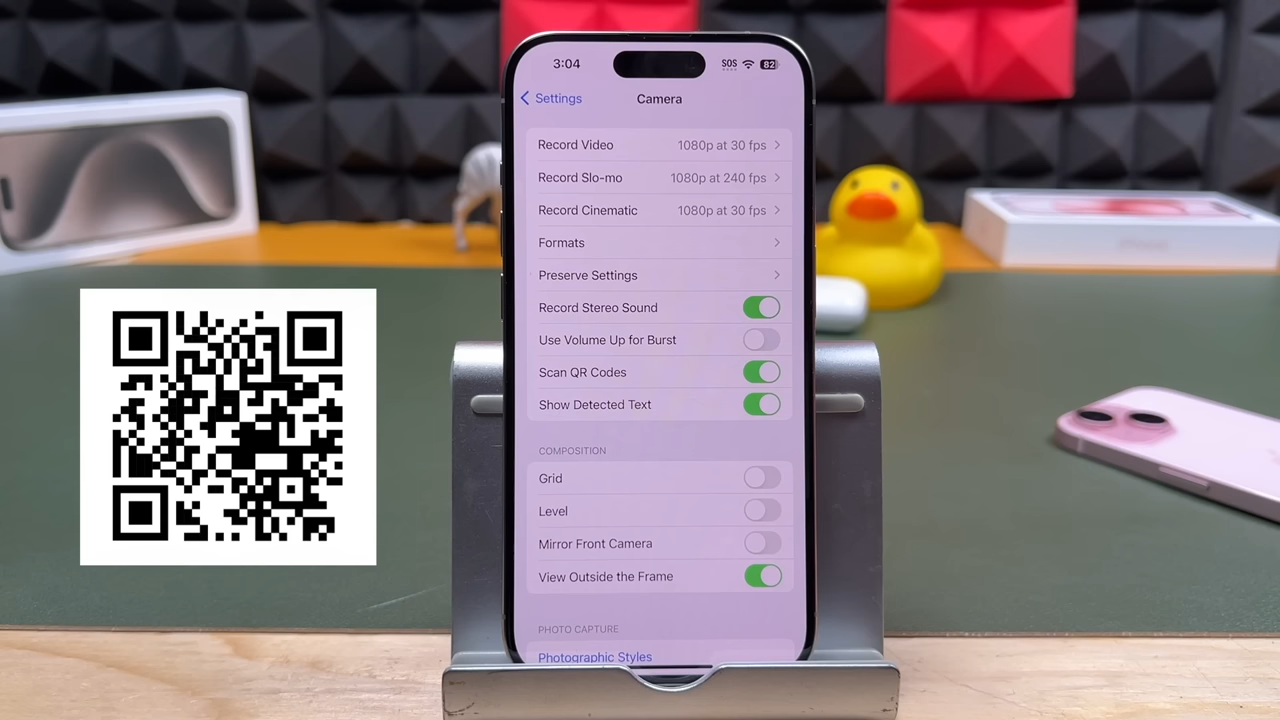 3:04
SOS
82
Settings
Camera
Record Video 1080p at 30 fps
Record Slo-mo 1080p at 240 fps
Record Cinematic 1080p at 30 fps
Formats
Preserve Settings
Record Stereo Sound
Use Volume Up for Burst
Scan QR Codes
Show Detected Text
COMPOSITION
Grid
Level
Mirror Front Camera
View Outside the Frame
PHOTO CAPTURE
Photographic Styles